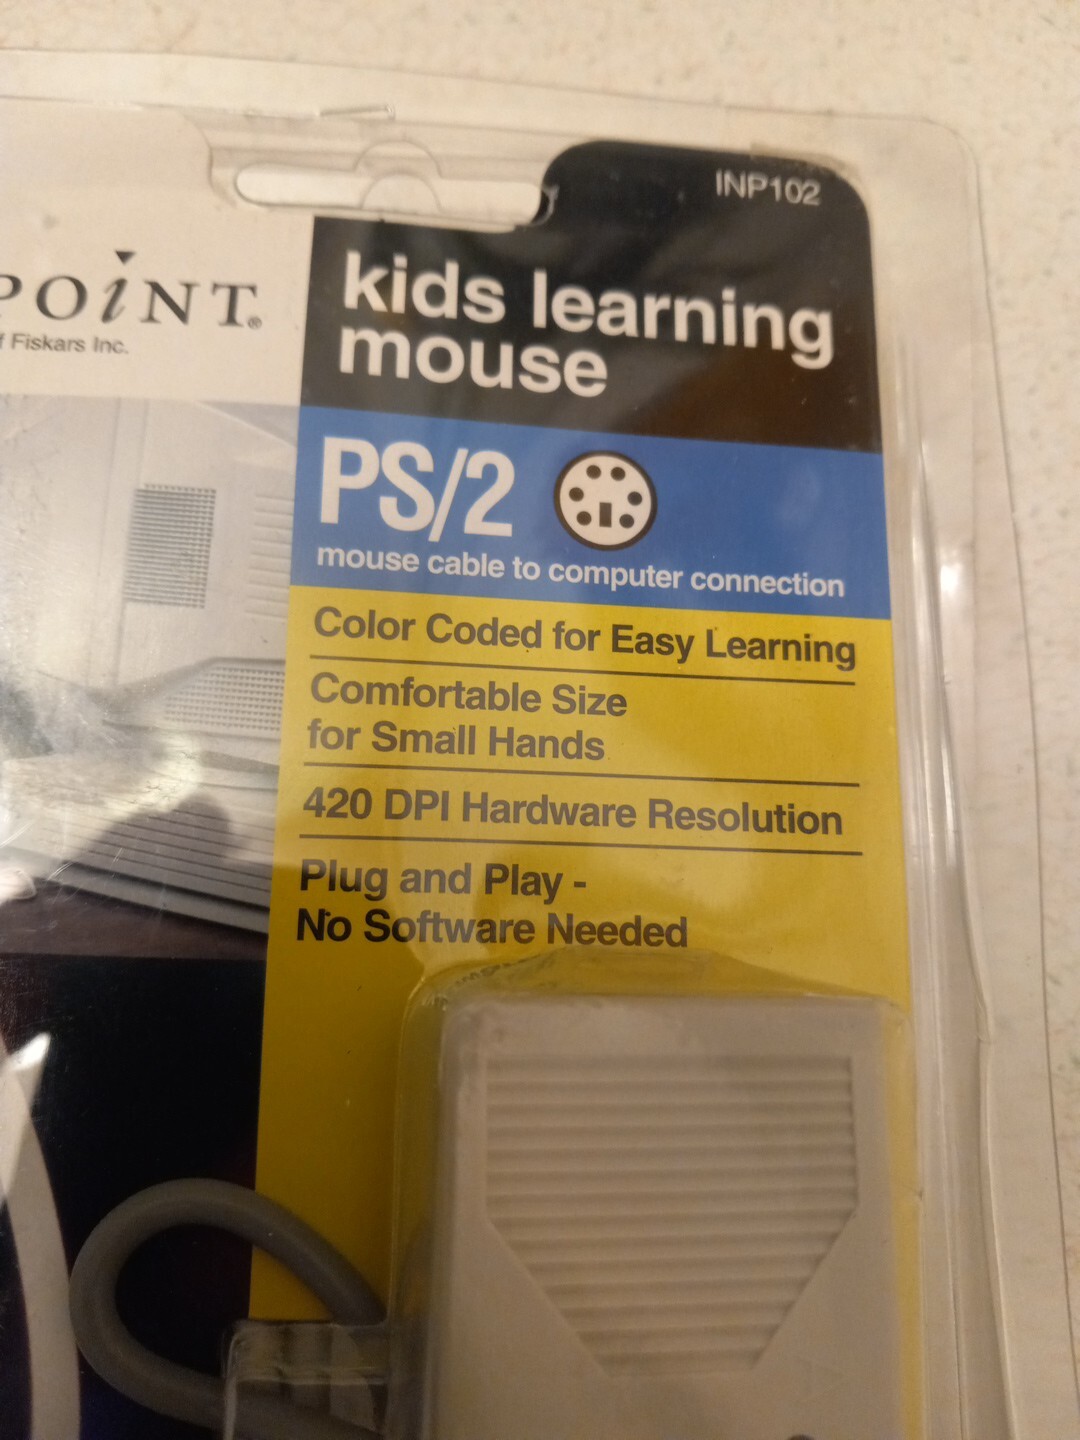 INP102
POiNT®
f Fiskars Inc.
kids learning
mouse
PS/2
mouse cable to computer connection
Color Coded for Easy Learning
Comfortable Size
for Small Hands
420 DPI Hardware Resolution
Plug and Play -
No Software Needed